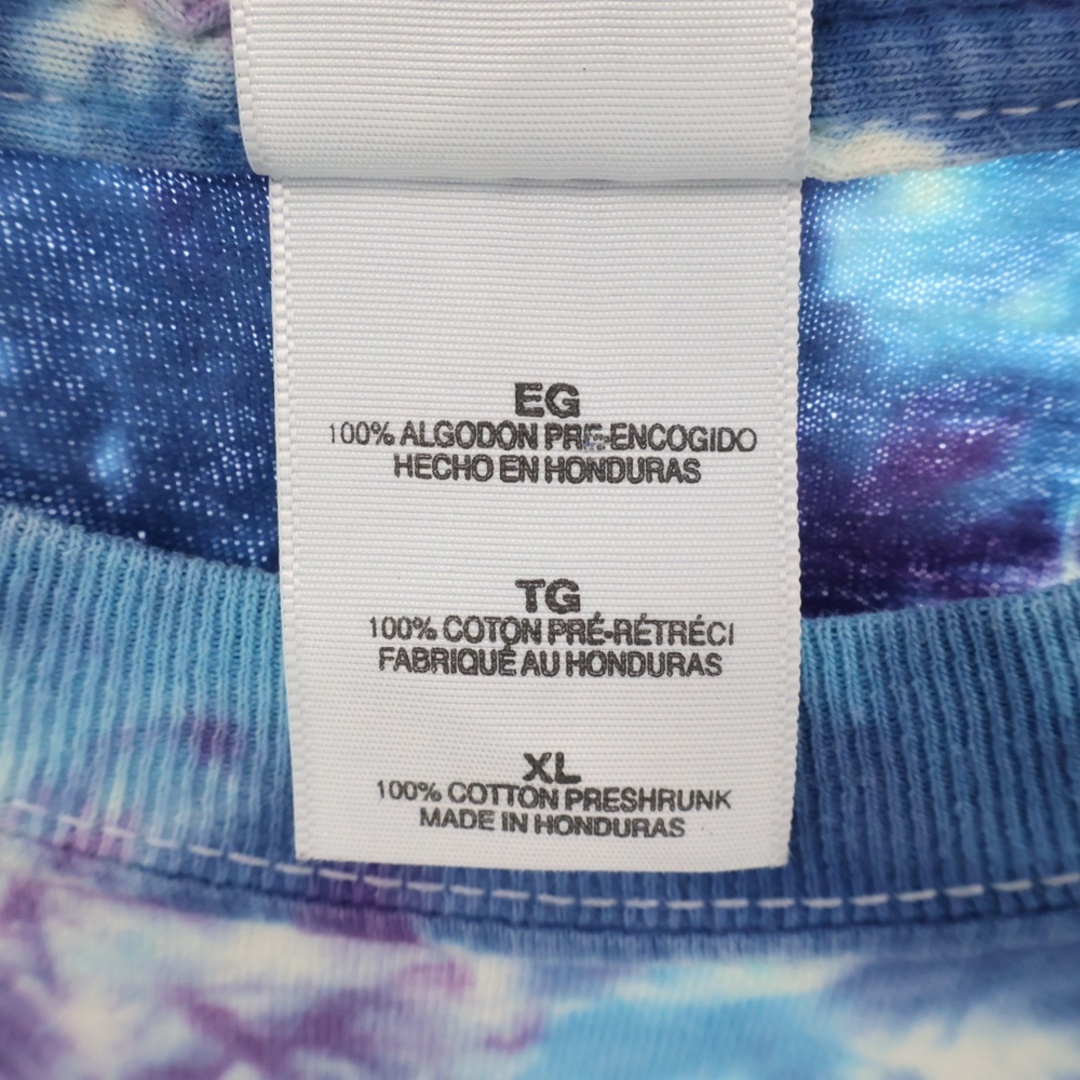 EG
100% ALGODON PRE-ENCOGIDO
HECHO EN HONDURAS
TG
100% COTON PRÉ-RÉTRÉCI
FABRIQUÉ AU HONDURAS
XL
100% COTTON PRESHRUNK
MADE IN HONDURAS